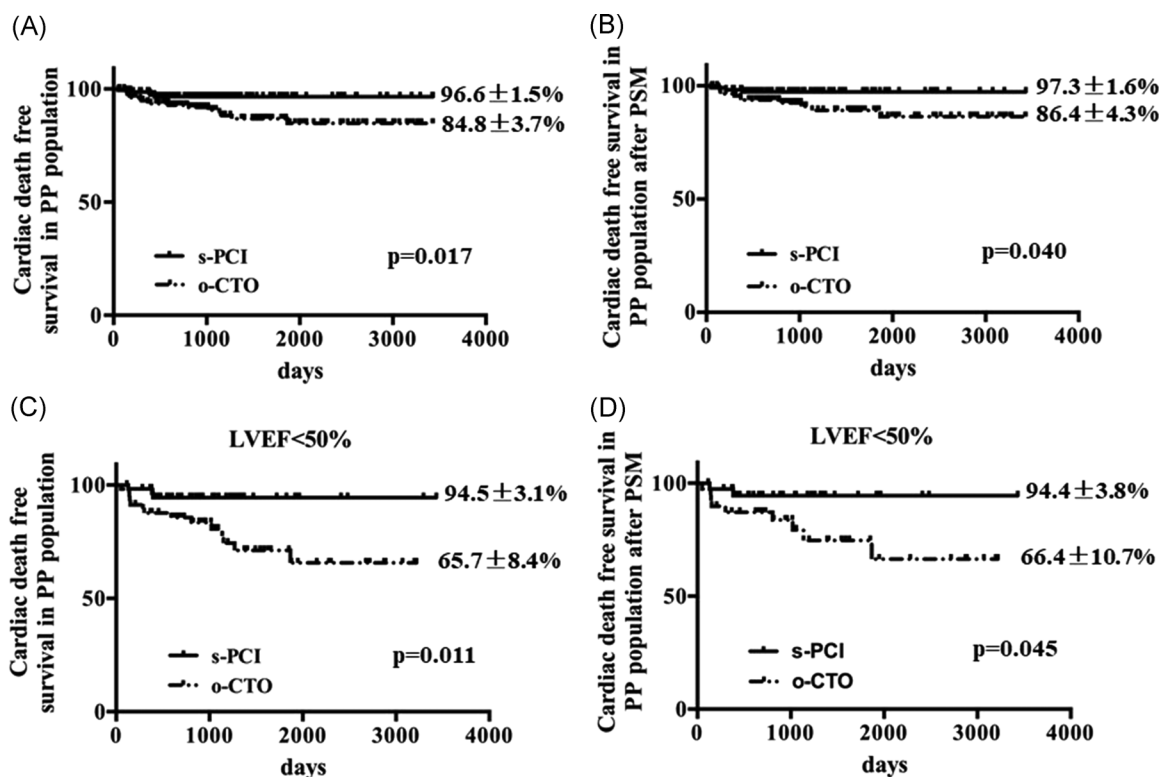 (A)
Cardiac death free
survival in PP population
100
50
0
96.6±1.5%
84.8±3.7%
s-PCI
o-CTO
p=0.017
0 1000 2000 3000 4000
days
(B)
Cardiac death free survival in
PP population after PSM
100
50
0
97.3±1.6%
86.4±4.3%
s-PCI
o-CTO
p=0.040
0 1000 2000 3000 4000
days
(C)
LVEF<50%
Cardiac death free
survival in PP population
100
50
0
94.5±3.1%
65.7±8.4%
s-PCI
o-CTO
p=0.011
0 1000 2000 3000 4000
days
(D)
LVEF<50%
Cardiac death free survival in
PP population after PSM
100
50
0
94.4±3.8%
66.4±10.7%
s-PCI
o-CTO
p=0.045
0 1000 2000 3000 4000
days